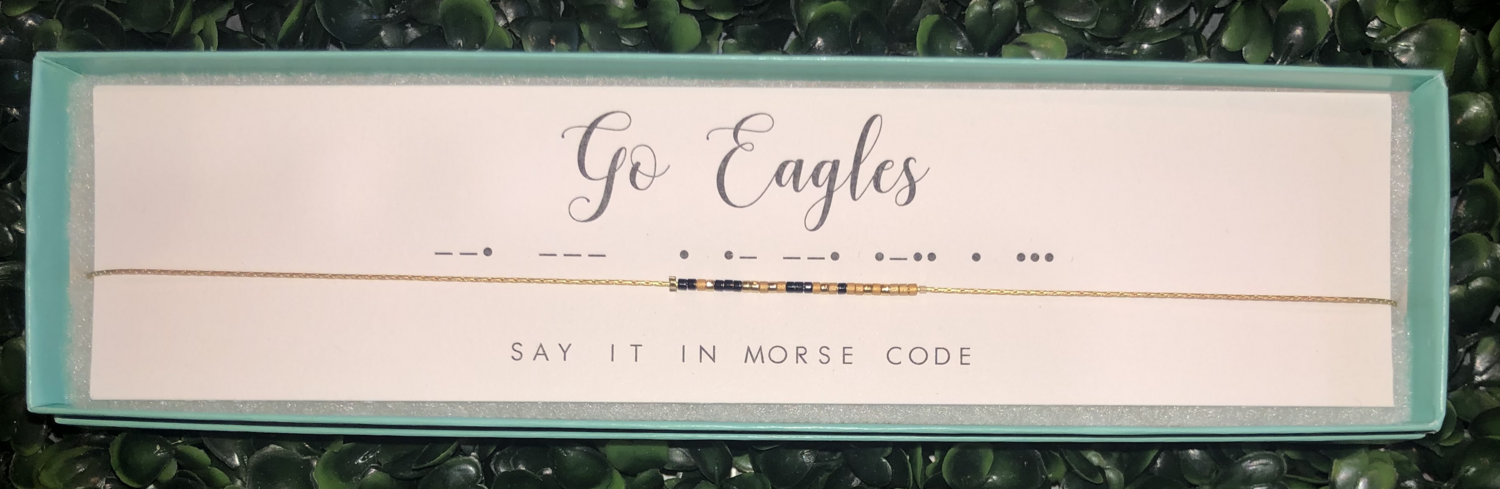 Go Eagles
——• ——— • •— ——• •—•• • •••
SAY IT IN MORSE CODE